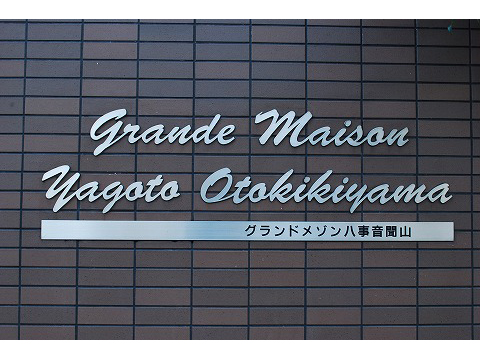 Grande Maison
Yagoto Otokikiyama
グランドメゾン八事音聞山